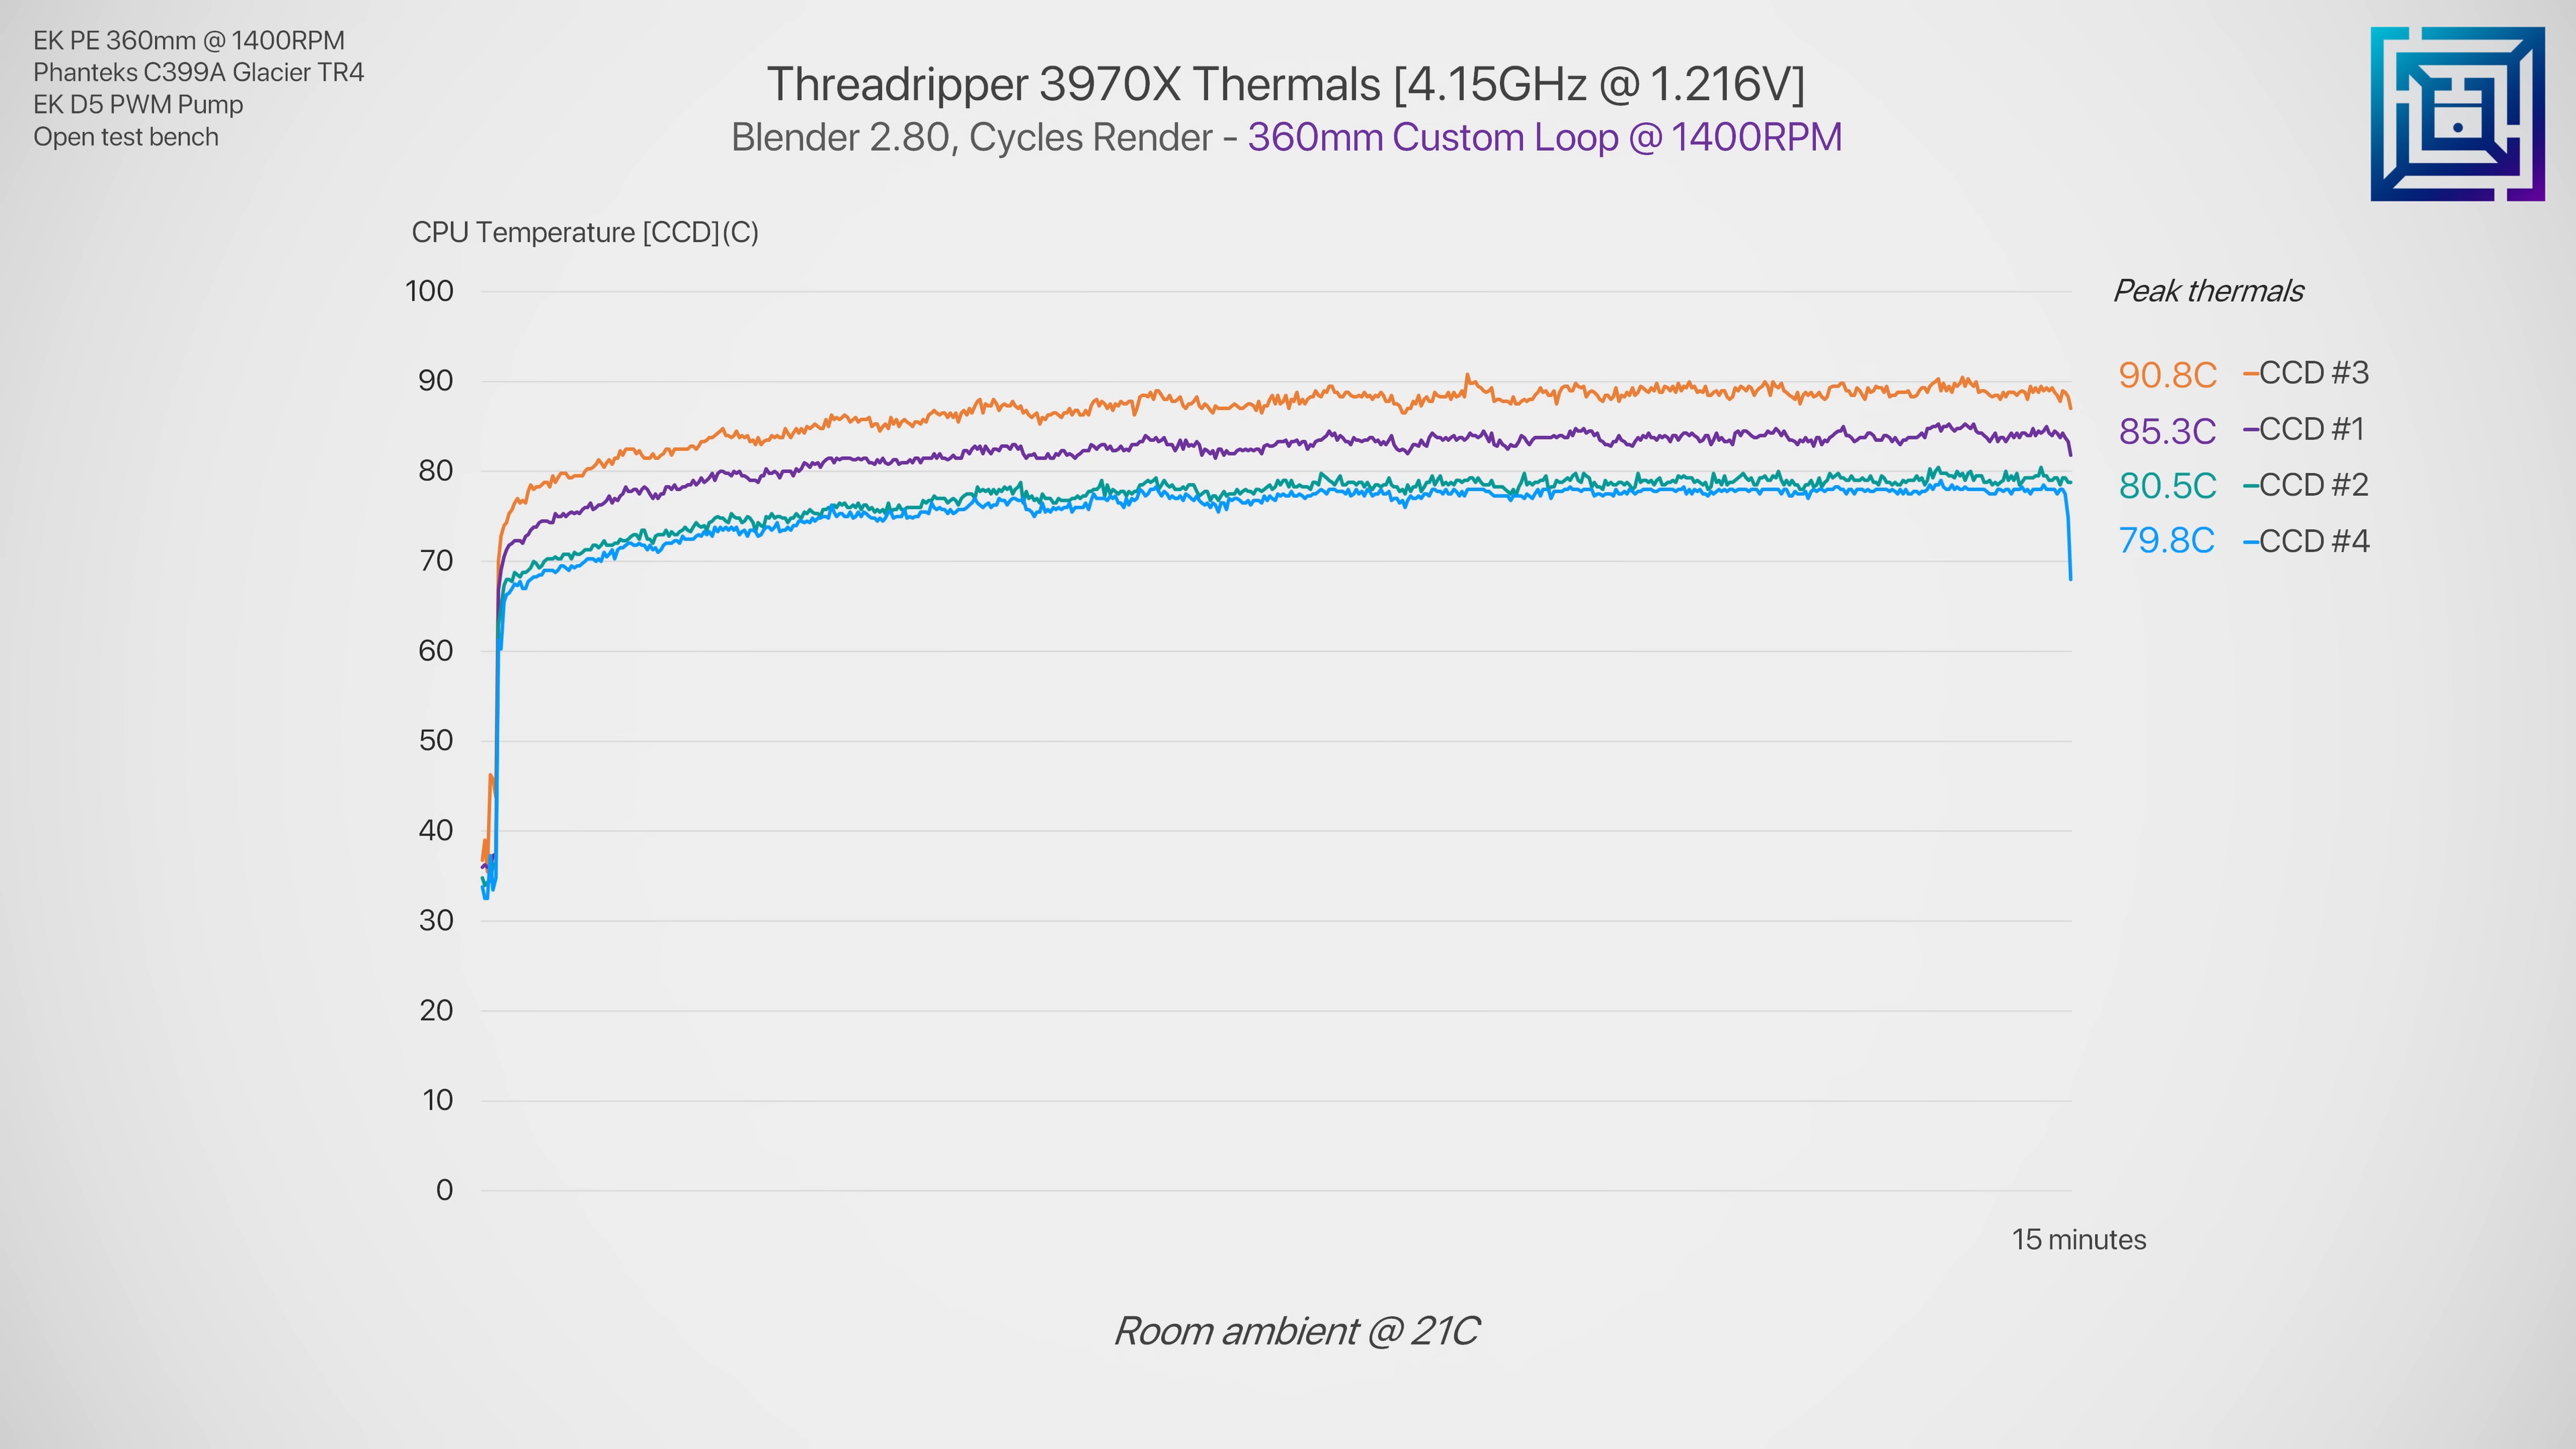 EK PE 360mm @ 1400RPM
Phanteks C399A Glacier TR4
EK D5 PWM Pump
Open test bench
Threadripper 3970X Thermals [4.15GHz @ 1.216V]
Blender 2.80, Cycles Render - 360mm Custom Loop @ 1400RPM
CPU Temperature [CCD](C)
100
90
80
70
60
50
40
30
20
10
0
Peak thermals
90.8C CCD #3
85.3C CCD #1
80.5C CCD #2
79.8C CCD #4
15 minutes
Room ambient @ 21C